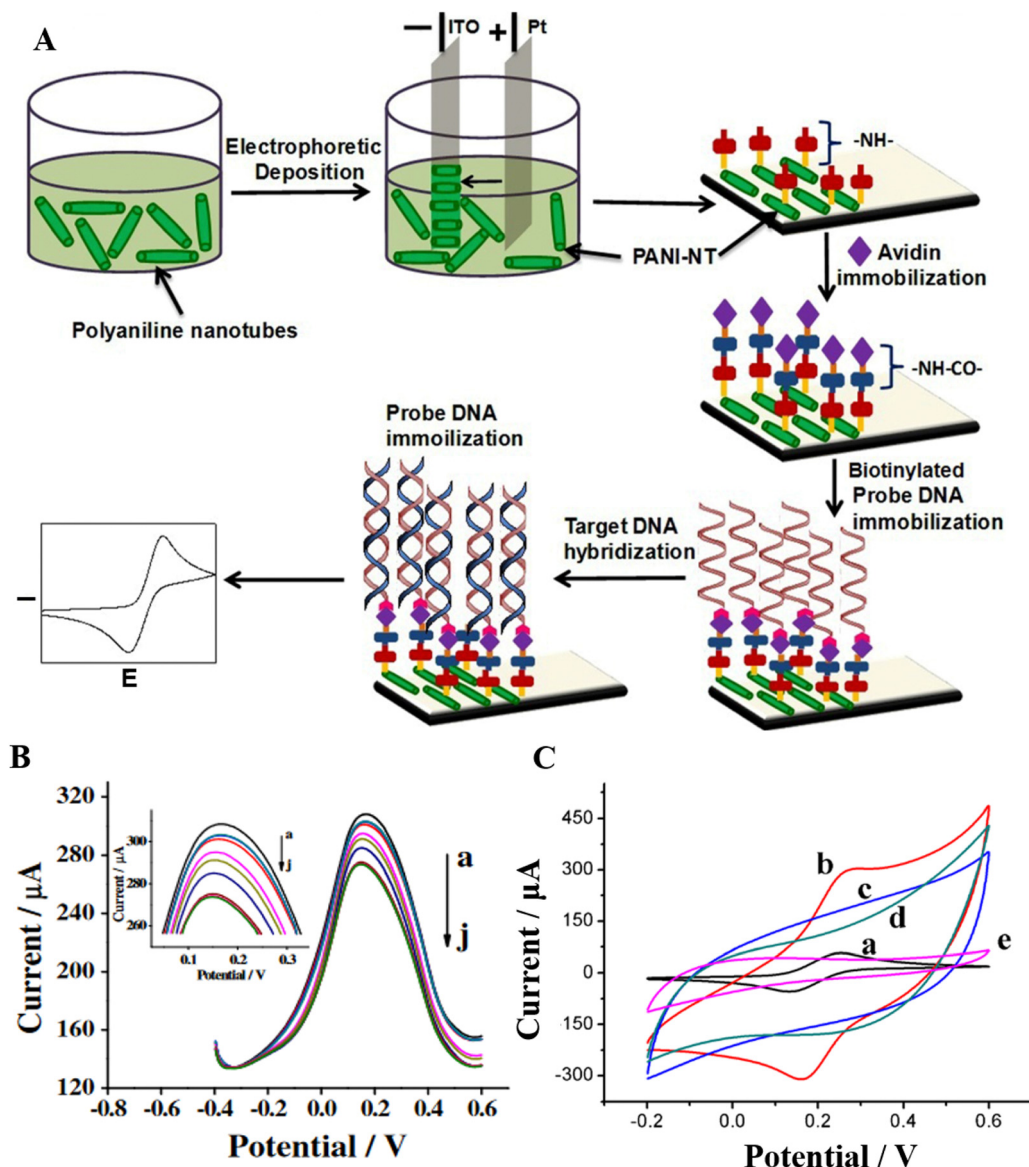 A
− ITO + Pt
Electrophoretic
Deposition
-NH-
PANI-NT
Polyaniline nanotubes
Avidin
immobilization
-NH-CO-
Probe DNA
immoilization
Biotinylated
Probe DNA
immobilization
Target DNA
hybridization
I
E
B
320
280
240
200
160
120
Current / µA
-0.8 -0.6 -0.4 -0.2 0.0 0.2 0.4 0.6
Potential / V
a
j
300
280
260
Current / µA
0.1 0.2 0.3
Potential / V
a
j
C
450
300
150
0
-150
-300
Current / µA
b
c
d
a
e
-0.2 0.0 0.2 0.4 0.6
Potential / V